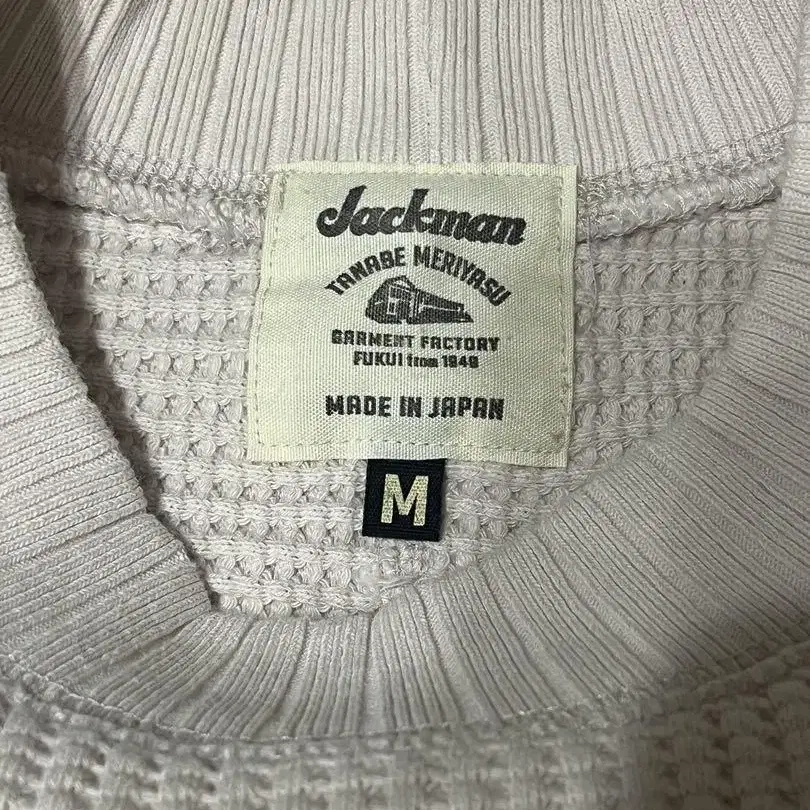 Jackman
TANABE MERIYASU
GARMENT FACTORY
FUKUI from 1949
MADE IN JAPAN
M